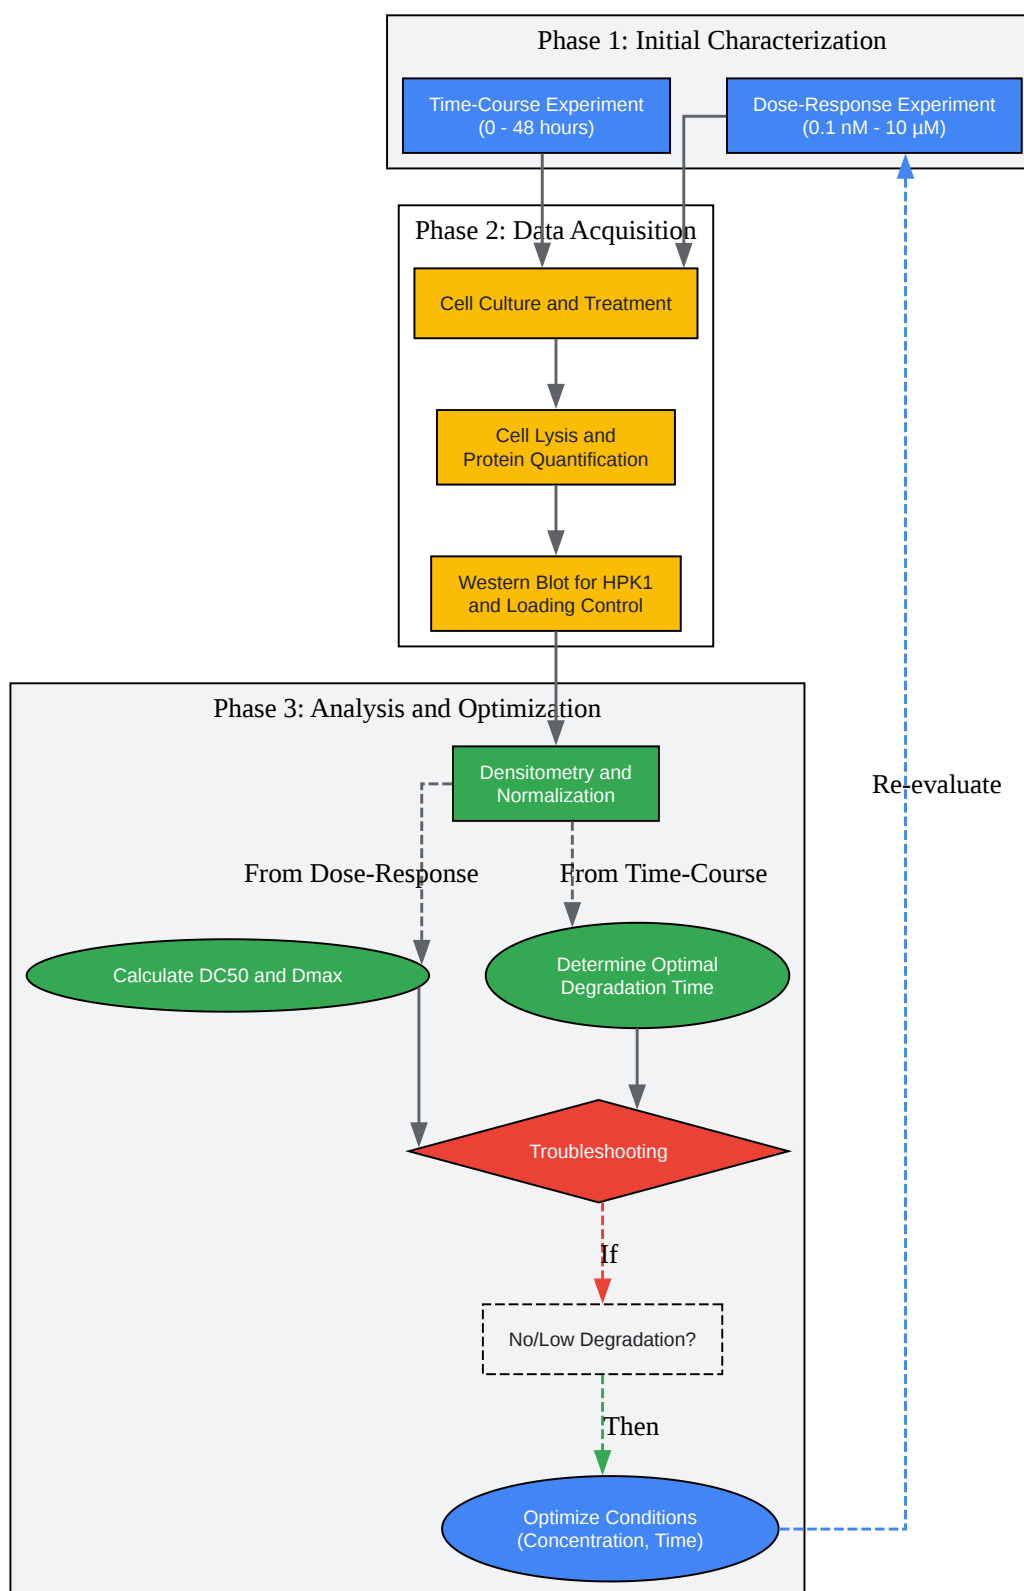 Phase 1: Initial Characterization
Time-Course Experiment
(0 - 48 hours)
Dose-Response Experiment
(0.1 nM - 10 µM)
Phase 2: Data Acquisition
Cell Culture and Treatment
Cell Lysis and
Protein Quantification
Western Blot for HPK1
and Loading Control
Phase 3: Analysis and Optimization
Densitometry and
Normalization
Re-evaluate
From Dose-Response
From Time-Course
Calculate DC50 and Dmax
Determine Optimal
Degradation Time
Troubleshooting
If
No/Low Degradation?
Then
Optimize Conditions
(Concentration, Time)